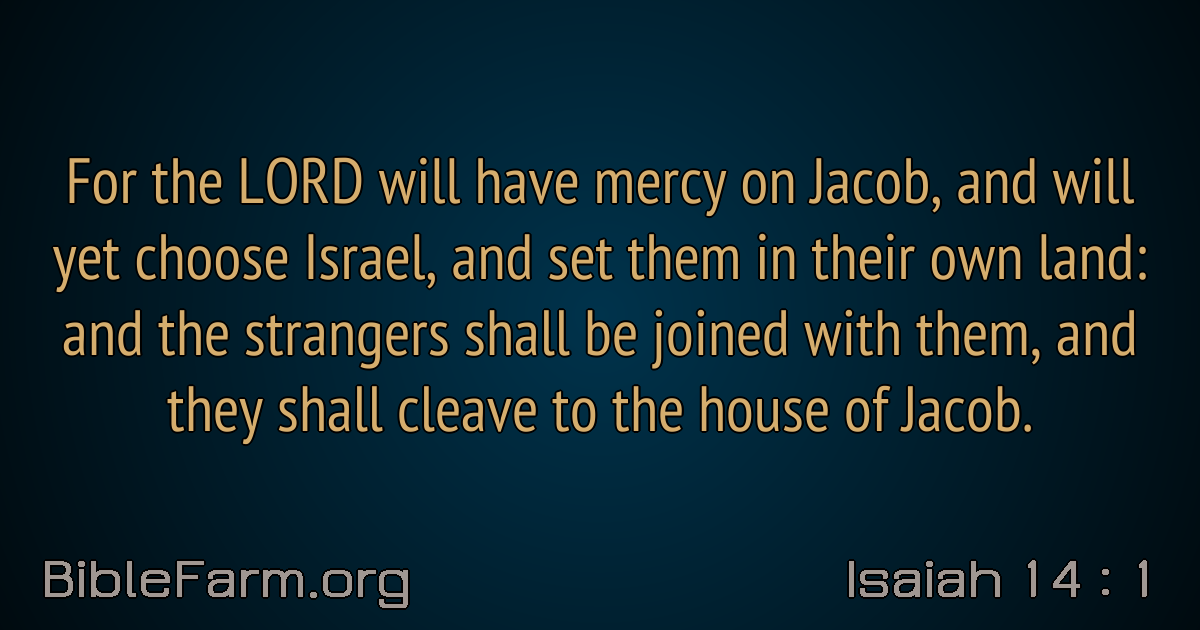 For the LORD will have mercy on Jacob, and will
yet choose Israel, and set them in their own land:
and the strangers shall be joined with them, and
they shall cleave to the house of Jacob.
BibleFarm.org
Isaiah 14 : 1